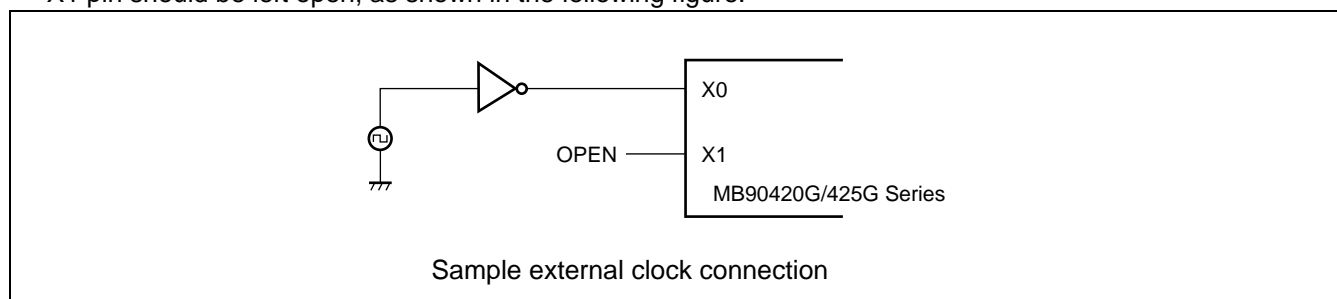 X1 pin should be left open, as shown in the following figure.
X0
OPEN X1
MB90420G/425G Series
Sample external clock connection